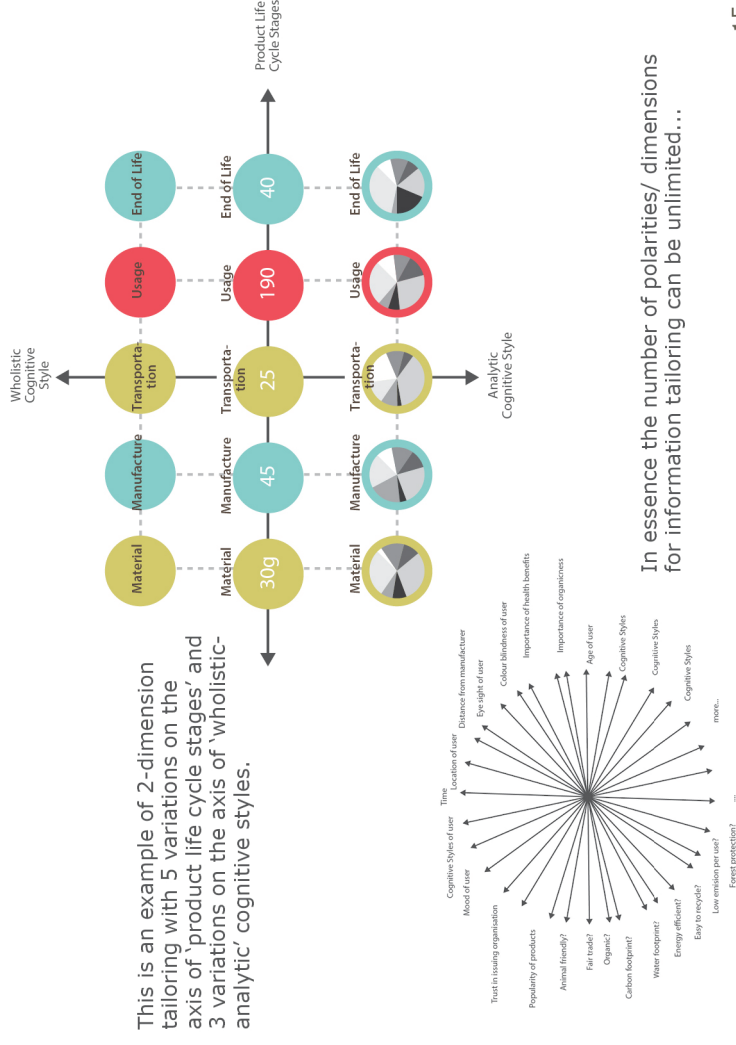 This is an example of 2-dimension
tailoring with 5 variations on the
axis of ‘product life cycle stages’ and
3 variations on the axis of ‘wholistic-
analytic’ cognitive styles.
Wholistic
Cognitive
Style
Material
Manufacture
Transporta-
tion
Usage
End of Life
Product Life
Cycle Stages
Material
Manufacture
Transporta-
tion
Usage
End of Life
30g
45
25
190
40
Material
Manufacture
Transporta-
tion
Usage
End of Life
Analytic
Cognitive Style
Time
Location of user
Distance from manufacturer
Eye sight of user
Colour blindness of user
Importance of health benefits
Importance of organicness
Age of user
Cognitive Styles
Cognitive Styles
Cognitive Styles
more...
...
Forest protection?
Low emision per use?
Easy to recycle?
Energy efficient?
Water footprint?
Carbon footprint?
Organic?
Fair trade?
Animal friendly?
Popularity of products
Trust in issuing organisation
Mood of user
Cognitive Styles of user
In essence the number of polarities/ dimensions
for information tailoring can be unlimited...